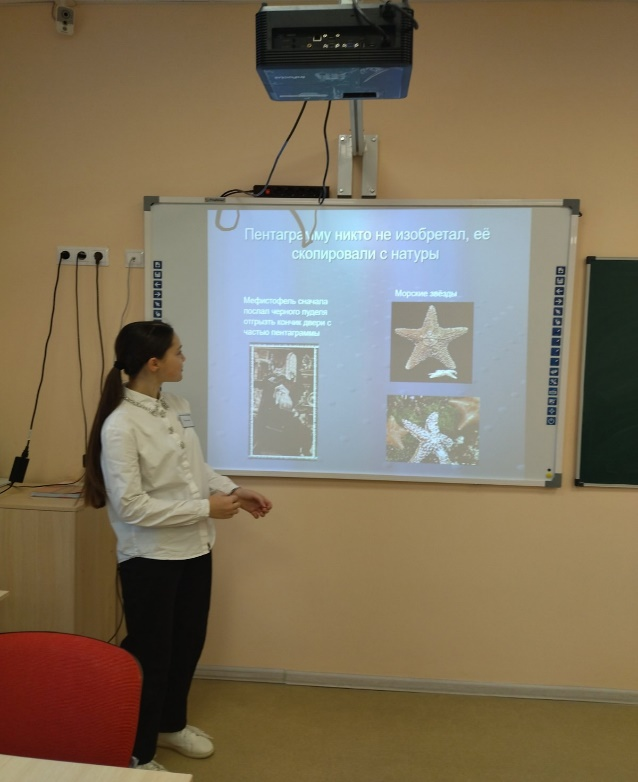 Пентаграмму никто не изобретал, её
скопировали с натуры
Мефистофель сначала
послал черного пуделя
отгрызть кончик двери с
частью пентаграммы
Морские звёзды